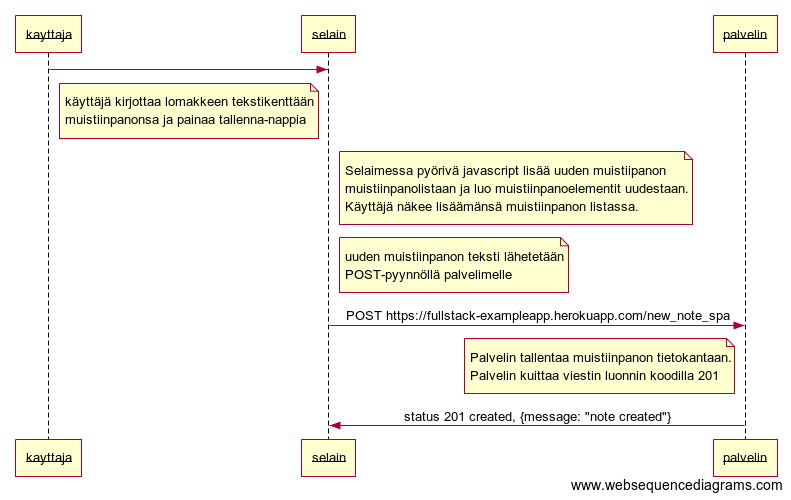 kayttaja selain palvelin
käyttäjä kirjottaa lomakkeen tekstikenttään
muistiinpanonsa ja painaa tallenna-nappia
Selaimessa pyörivä javascript lisää uuden muistiipanon
muistiinpanolistaan ja luo muistiinpanoelementit uudestaan.
Käyttäjä näkee lisäämänsä muistiinpanon listassa.
uuden muistiinpanon teksti lähetetään
POST-pyynnöllä palvelimelle
POST https://fullstack-exampleapp.herokuapp.com/new_note_spa
Palvelin tallentaa muistiinpanon tietokantaan.
Palvelin kuittaa viestin luonnin koodilla 201
status 201 created, {message: "note created"}
kayttaja selain palvelin
www.websequencediagrams.com